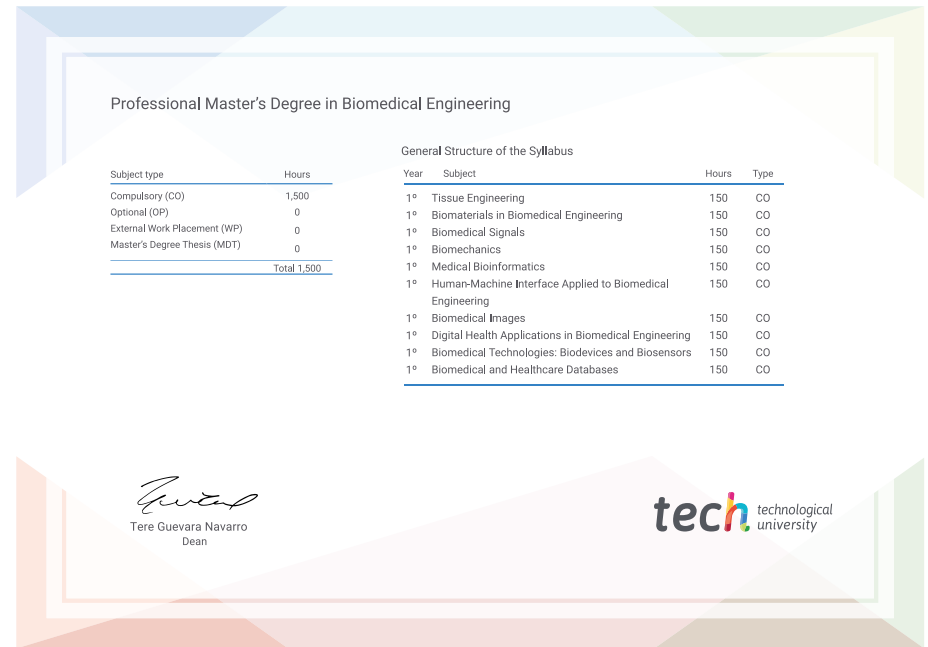 Professional Master's Degree in Biomedical Engineering
General Structure of the Syllabus
Subject type Hours
Compulsory (CO) 1,500
Optional (OP) 0
External Work Placement (WP) 0
Master's Degree Thesis (MDT) 0
Total 1,500
Year Subject Hours Type
1º Tissue Engineering 150 CO
1º Biomaterials in Biomedical Engineering 150 CO
1º Biomedical Signals 150 CO
1º Biomechanics 150 CO
1º Medical Bioinformatics 150 CO
1º Human-Machine Interface Applied to Biomedical 150 CO
Engineering
1º Biomedical Images 150 CO
1º Digital Health Applications in Biomedical Engineering 150 CO
1º Biomedical Technologies: Biodevices and Biosensors 150 CO
1º Biomedical and Healthcare Databases 150 CO
Tere Guevara Navarro
Dean
tech technological
university